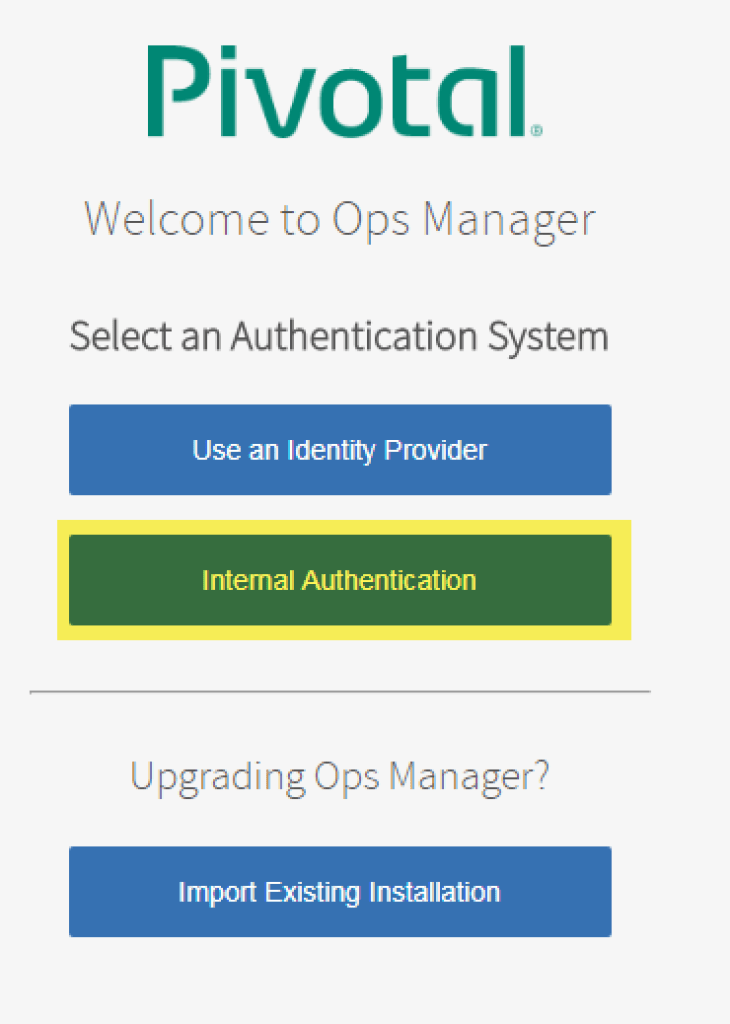 Pivotal®
Welcome to Ops Manager
Select an Authentication System
Use an Identity Provider
Internal Authentication
Upgrading Ops Manager?
Import Existing Installation